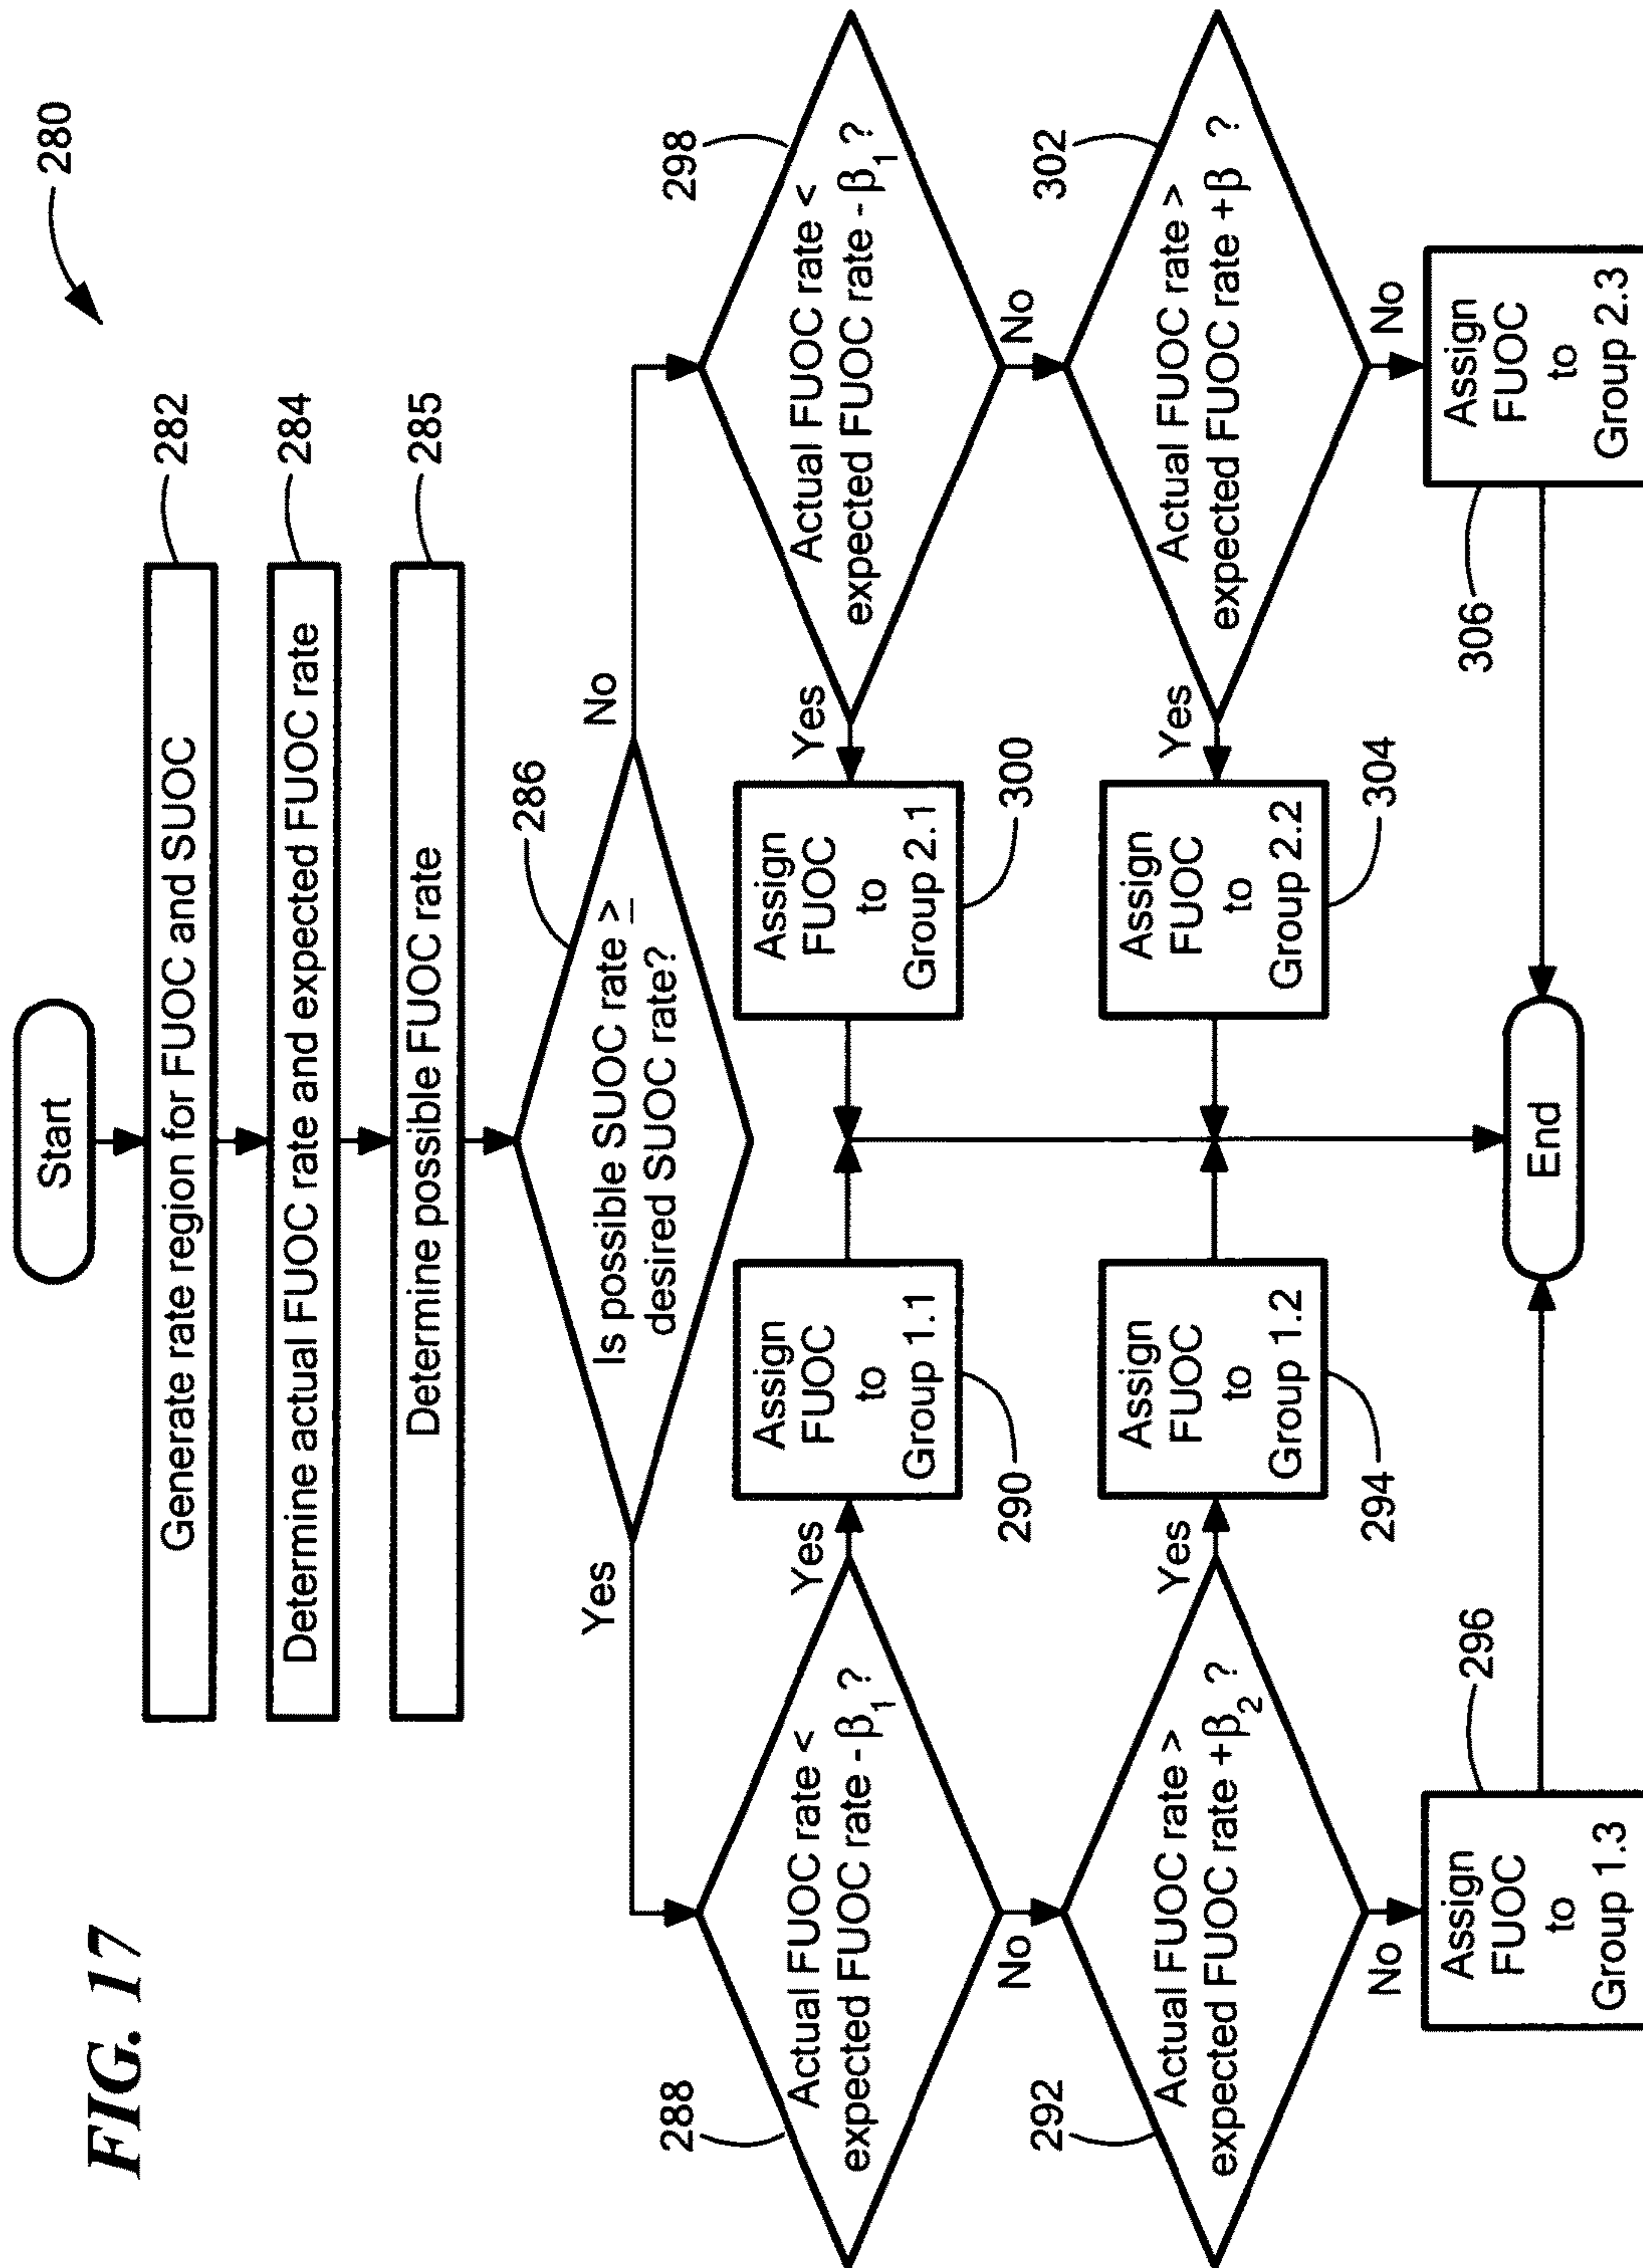 FIG. 17
280
Start
Generate rate region for FUOC and SUOC
282
Determine actual FUOC rate and expected FUOC rate
284
Determine possible FUOC rate
285
286
Is possible SUOC rate ≥
desired SUOC rate?
Yes
No
288
Actual FUOC rate <
expected FUOC rate - β1 ?
Yes
No
Assign
FUOC
to
Group 1.1
290
Assign
FUOC
to
Group 2.1
300
Yes
298
Actual FUOC rate <
expected FUOC rate - β1 ?
No
292
Actual FUOC rate >
expected FUOC rate +β2 ?
Yes
No
Assign
FUOC
to
Group 1.2
294
Assign
FUOC
to
Group 2.2
304
Yes
302
Actual FUOC rate >
expected FUOC rate +β ?
No
Assign
FUOC
to
Group 1.3
296
End
Assign
FUOC
to
Group 2.3
306